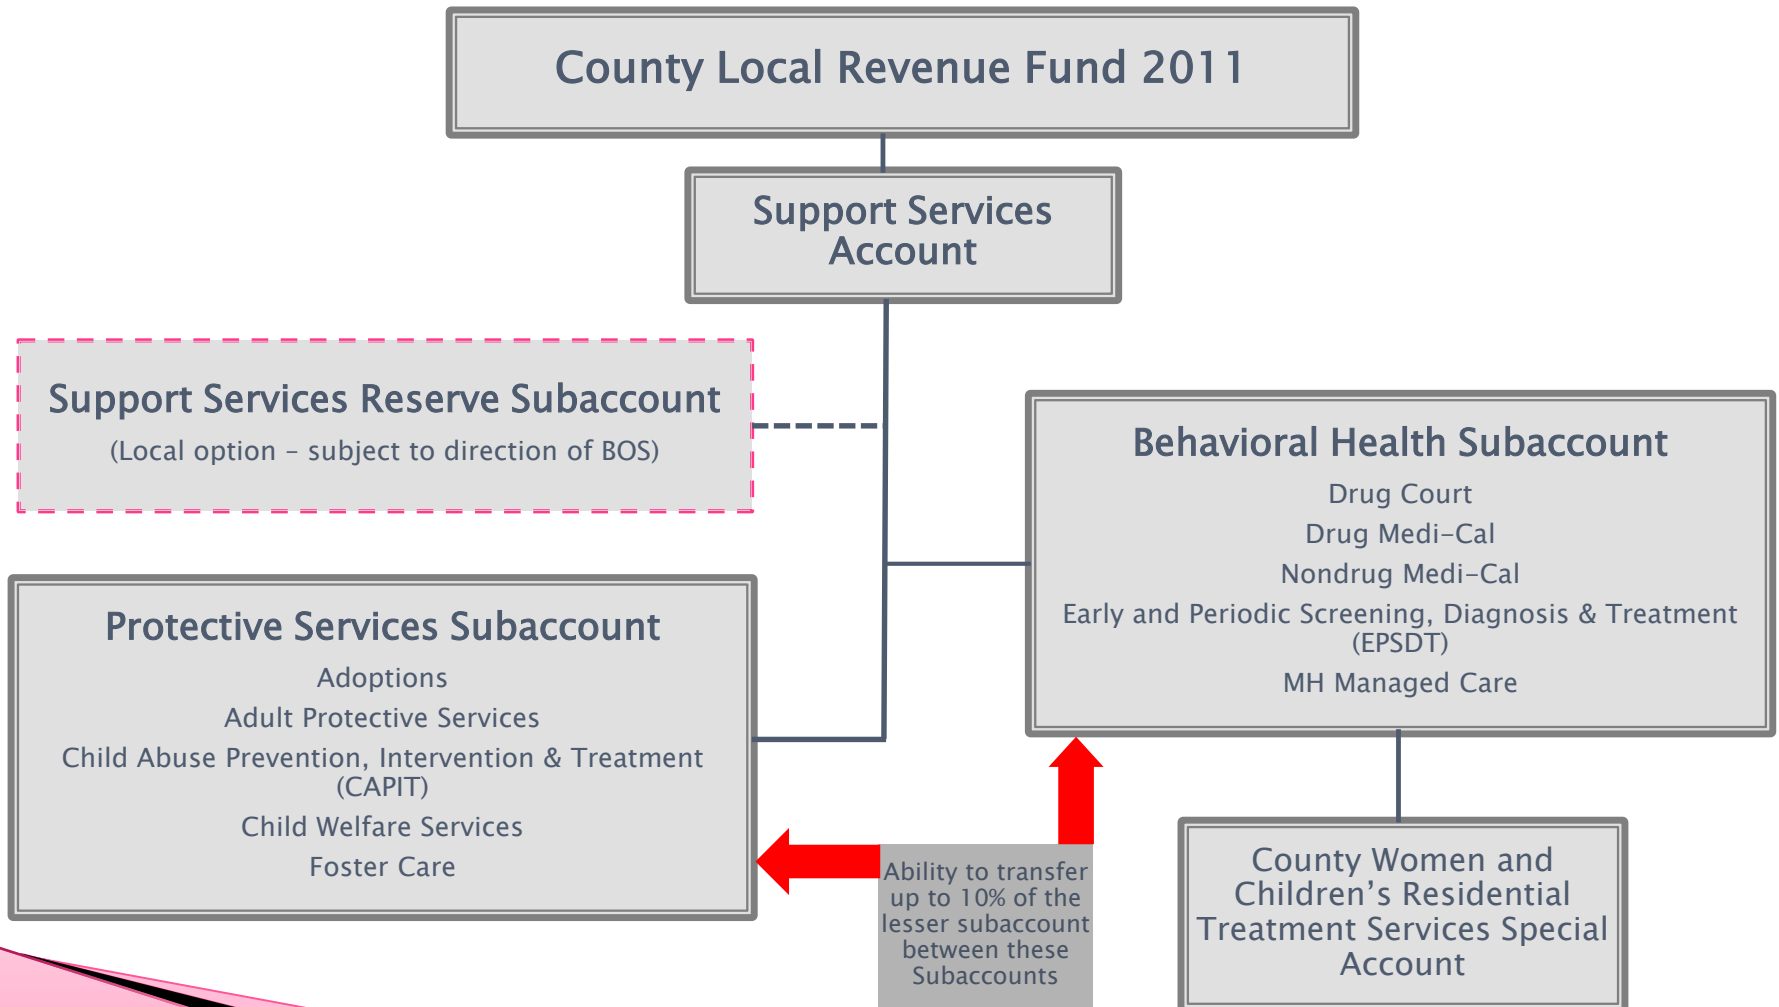 County Local Revenue Fund 2011
Support Services
Account
Support Services Reserve Subaccount
(Local option – subject to direction of BOS)
Behavioral Health Subaccount
Drug Court
Drug Medi-Cal
Nondrug Medi-Cal
Early and Periodic Screening, Diagnosis & Treatment
(EPSDT)
MH Managed Care
Protective Services Subaccount
Adoptions
Adult Protective Services
Child Abuse Prevention, Intervention & Treatment
(CAPIT)
Child Welfare Services
Foster Care
Ability to transfer
up to 10% of the
lesser subaccount
between these
Subaccounts
County Women and
Children’s Residential
Treatment Services Special
Account